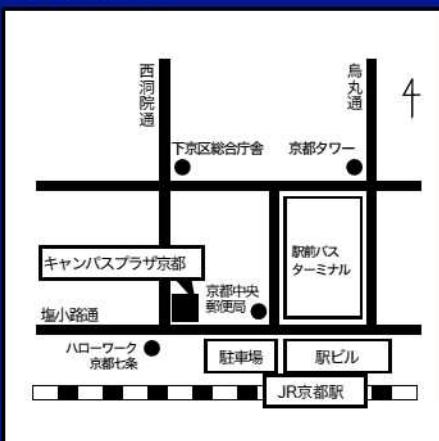 西洞院通
烏丸通
下京区総合庁舎
京都タワー
キャンパスプラザ京都
駅前バス
ターミナル
京都中央
郵便局
塩小路通
ハローワーク
京都七条
駐車場
駅ビル
JR京都駅